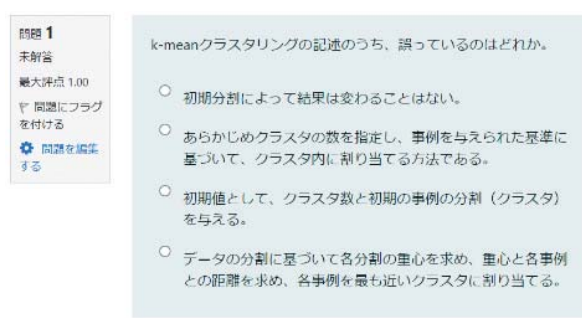 問題 1
未解答
最大評点 1.00
問題にフラグ
を付ける
問題を編集
する
k-meanクラスタリングの記述のうち、誤っているのはどれか。
初期分割によって結果は変わることはない。
あらかじめクラスタの数を指定し、事例を与えられた基準に
基づいて、クラスタ内に割り当てる方法である。
初期値として、クラスタ数と初期の事例の分割（クラスタ）
を与える。
データの分割に基づいて各分割の重心を求め、重心と各事例
との距離を求め、各事例を最も近いクラスタに割り当てる。